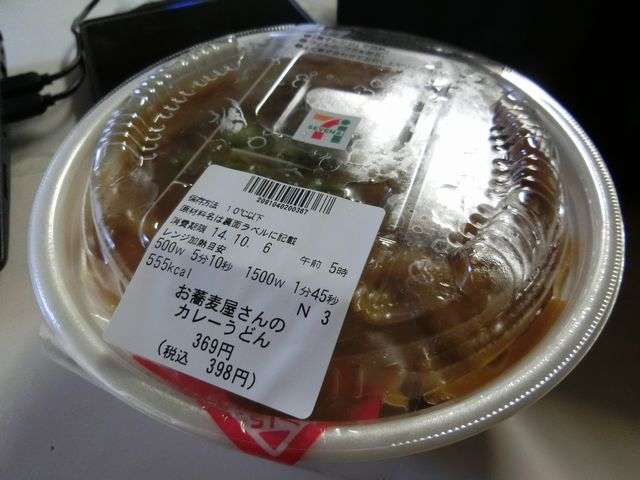 7
ELEVEN
2091040200387
保存方法 10℃以下
原材料名は裏面ラベルに記載
消費期限 14.10. 6 午前 5時
レンジ加熱目安
500W 5分10秒 1500W 1分45秒
555kcal N 3
お蕎麦屋さんの
カレーうどん
369円
(税込 398円)